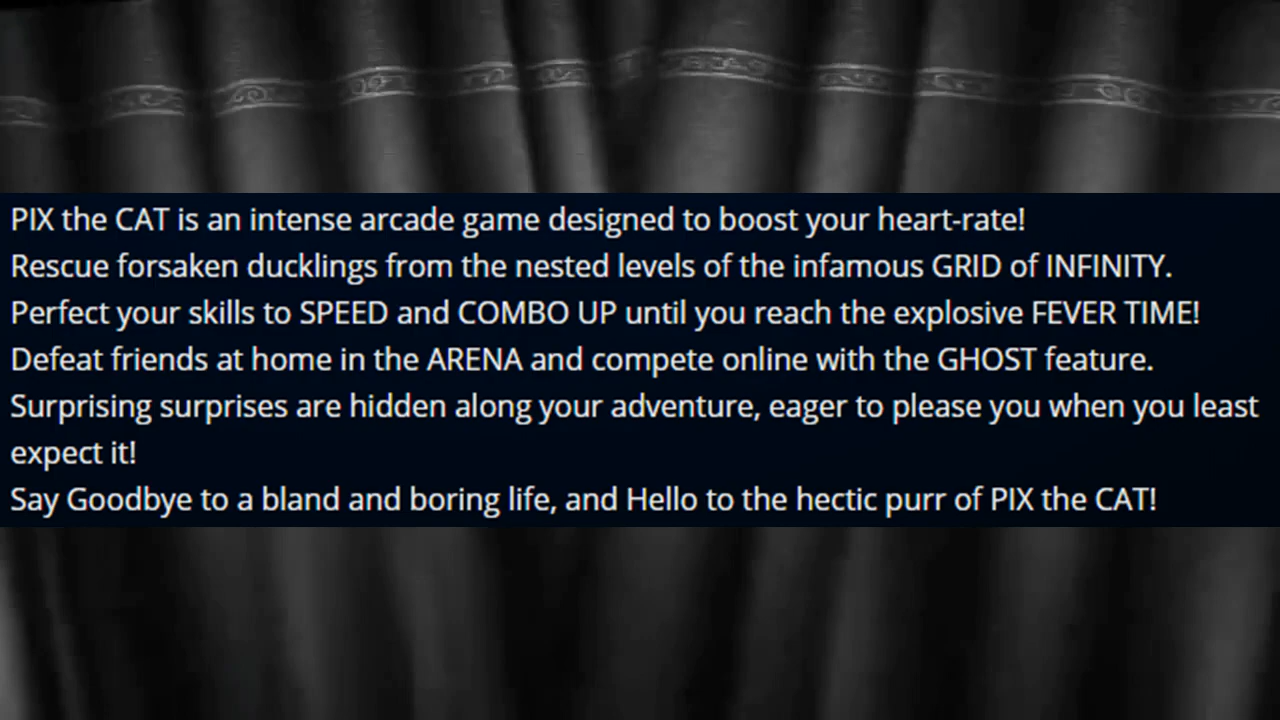 PIX the CAT is an intense arcade game designed to boost your heart-rate!
Rescue forsaken ducklings from the nested levels of the infamous GRID of INFINITY.
Perfect your skills to SPEED and COMBO UP until you reach the explosive FEVER TIME!
Defeat friends at home in the ARENA and compete online with the GHOST feature.
Surprising surprises are hidden along your adventure, eager to please you when you least
expect it!
Say Goodbye to a bland and boring life, and Hello to the hectic purr of PIX the CAT!